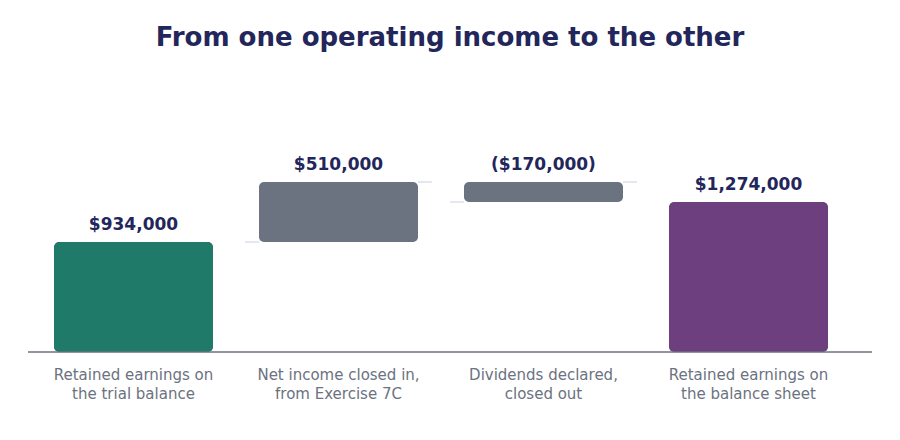 From one operating income to the other
$934,000
$510,000
($170,000)
$1,274,000
Retained earnings on
the trial balance
Net income closed in,
from Exercise 7C
Dividends declared,
closed out
Retained earnings on
the balance sheet